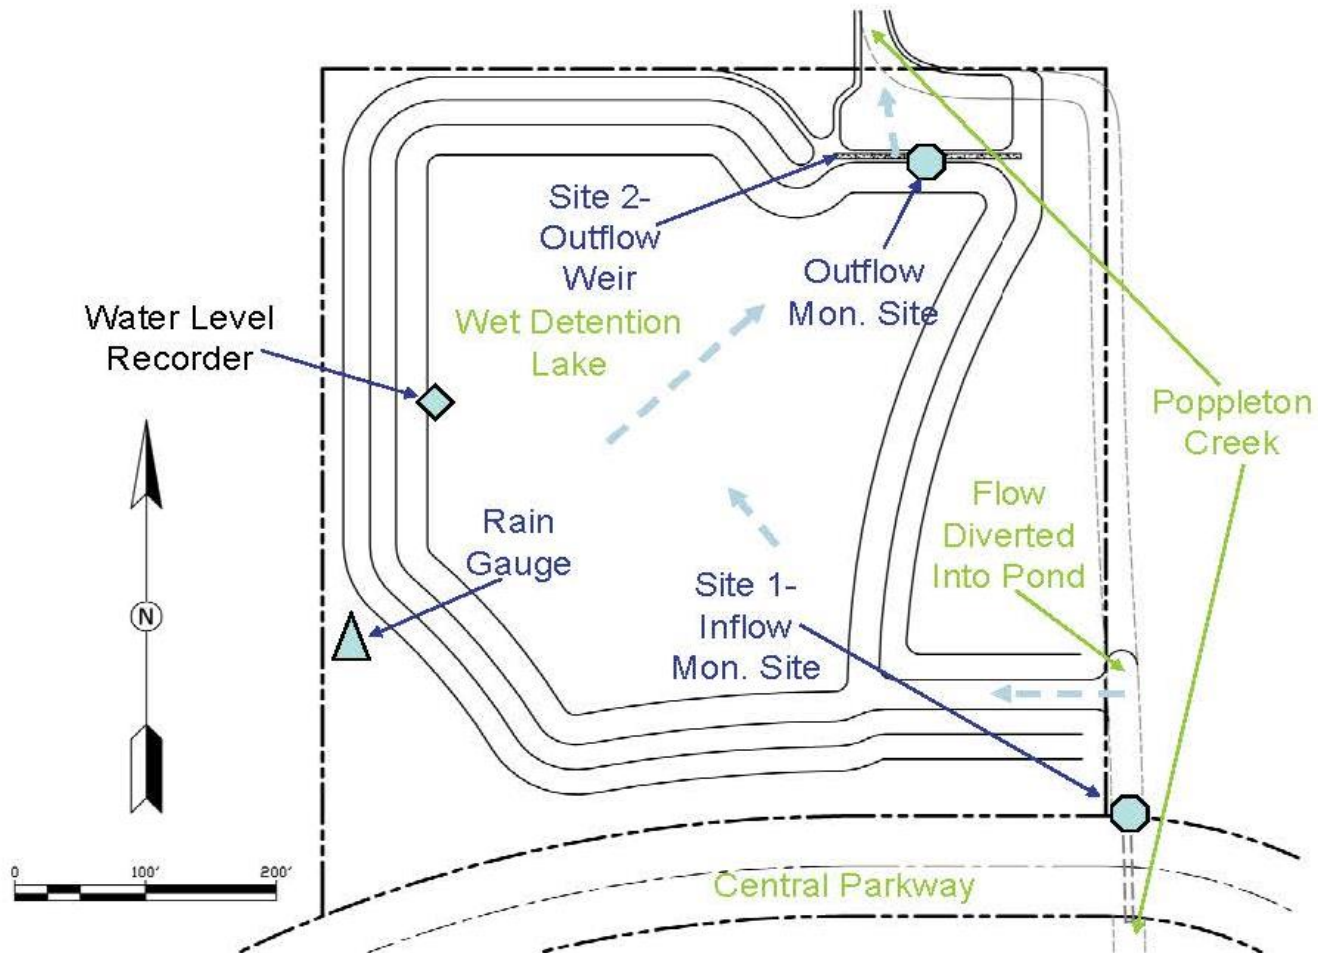 Site 2-
Outflow
Weir
Outflow
Mon. Site
Water Level
Recorder
Wet Detention
Lake
Poppleton
Creek
Flow
Diverted
Into Pond
Rain
Gauge
Site 1-
Inflow
Mon. Site
N
0 100' 200'
Central Parkway